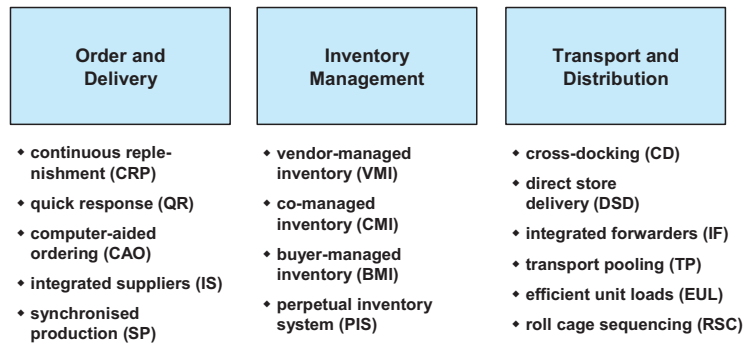 Order and
Delivery
◆ continuous reple-
nishment (CRP)
◆ quick response (QR)
◆ computer-aided
ordering (CAO)
◆ integrated suppliers (IS)
◆ synchronised
production (SP)
Inventory
Management
◆ vendor-managed
inventory (VMI)
◆ co-managed
inventory (CMI)
◆ buyer-managed
inventory (BMI)
◆ perpetual inventory
system (PIS)
Transport and
Distribution
◆ cross-docking (CD)
◆ direct store
delivery (DSD)
◆ integrated forwarders (IF)
◆ transport pooling (TP)
◆ efficient unit loads (EUL)
◆ roll cage sequencing (RSC)